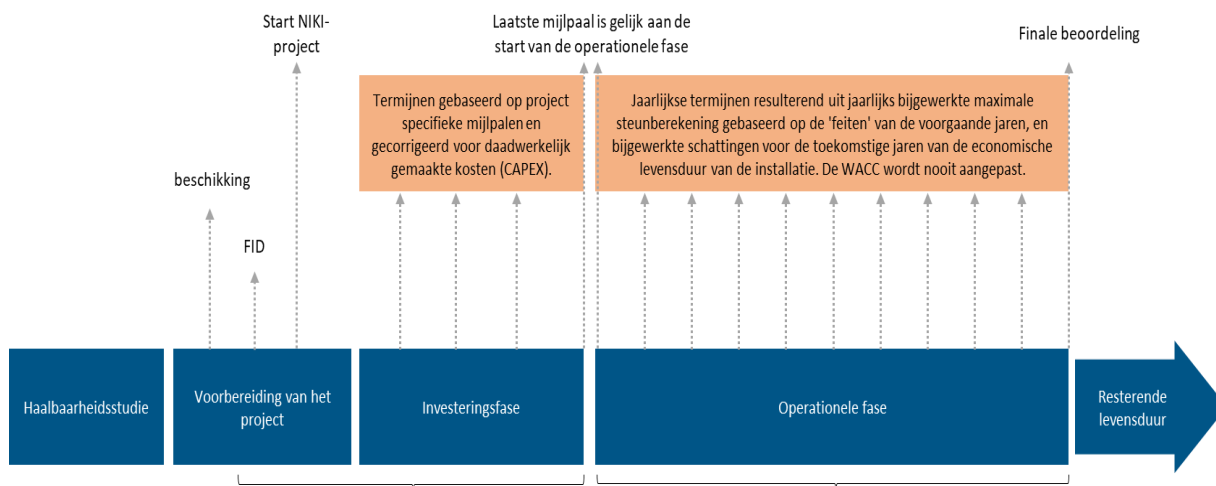 Start NIKI-
project
Laatste mijlpaal is gelijk aan de
start van de operationele fase
Finale beoordeling
Termijnen gebaseerd op project
specifieke mijlpalen en
gecorrigeerd voor daadwerkelijk
gemaakte kosten (CAPEX).
Jaarlijkse termijnen resulterend uit jaarlijks bijgewerkte maximale
steunberekening gebaseerd op de 'feiten' van de voorgaande jaren, en
bijgewerkte schattingen voor de toekomstige jaren van de economische
levensduur van de installatie. De WACC wordt nooit aangepast.
beschikking
FID
Haalbaarheidsstudie
Voorbereiding van het
project
Investeringsfase
Operationele fase
Resterende
levensduur